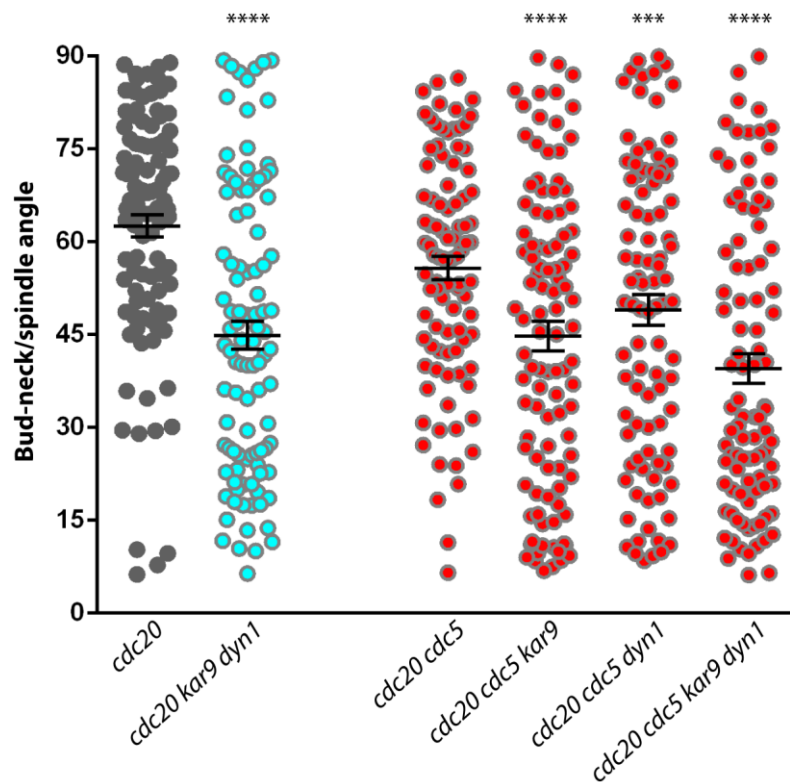 **** **** *** ****
90
75
60
45
30
15
0
Bud-neck/spindle angle
cdc20
cdc20 kar9 dyn1
cdc20 cdc5
cdc20 cdc5 kar9
cdc20 cdc5 dyn1
cdc20 cdc5 kar9 dyn1